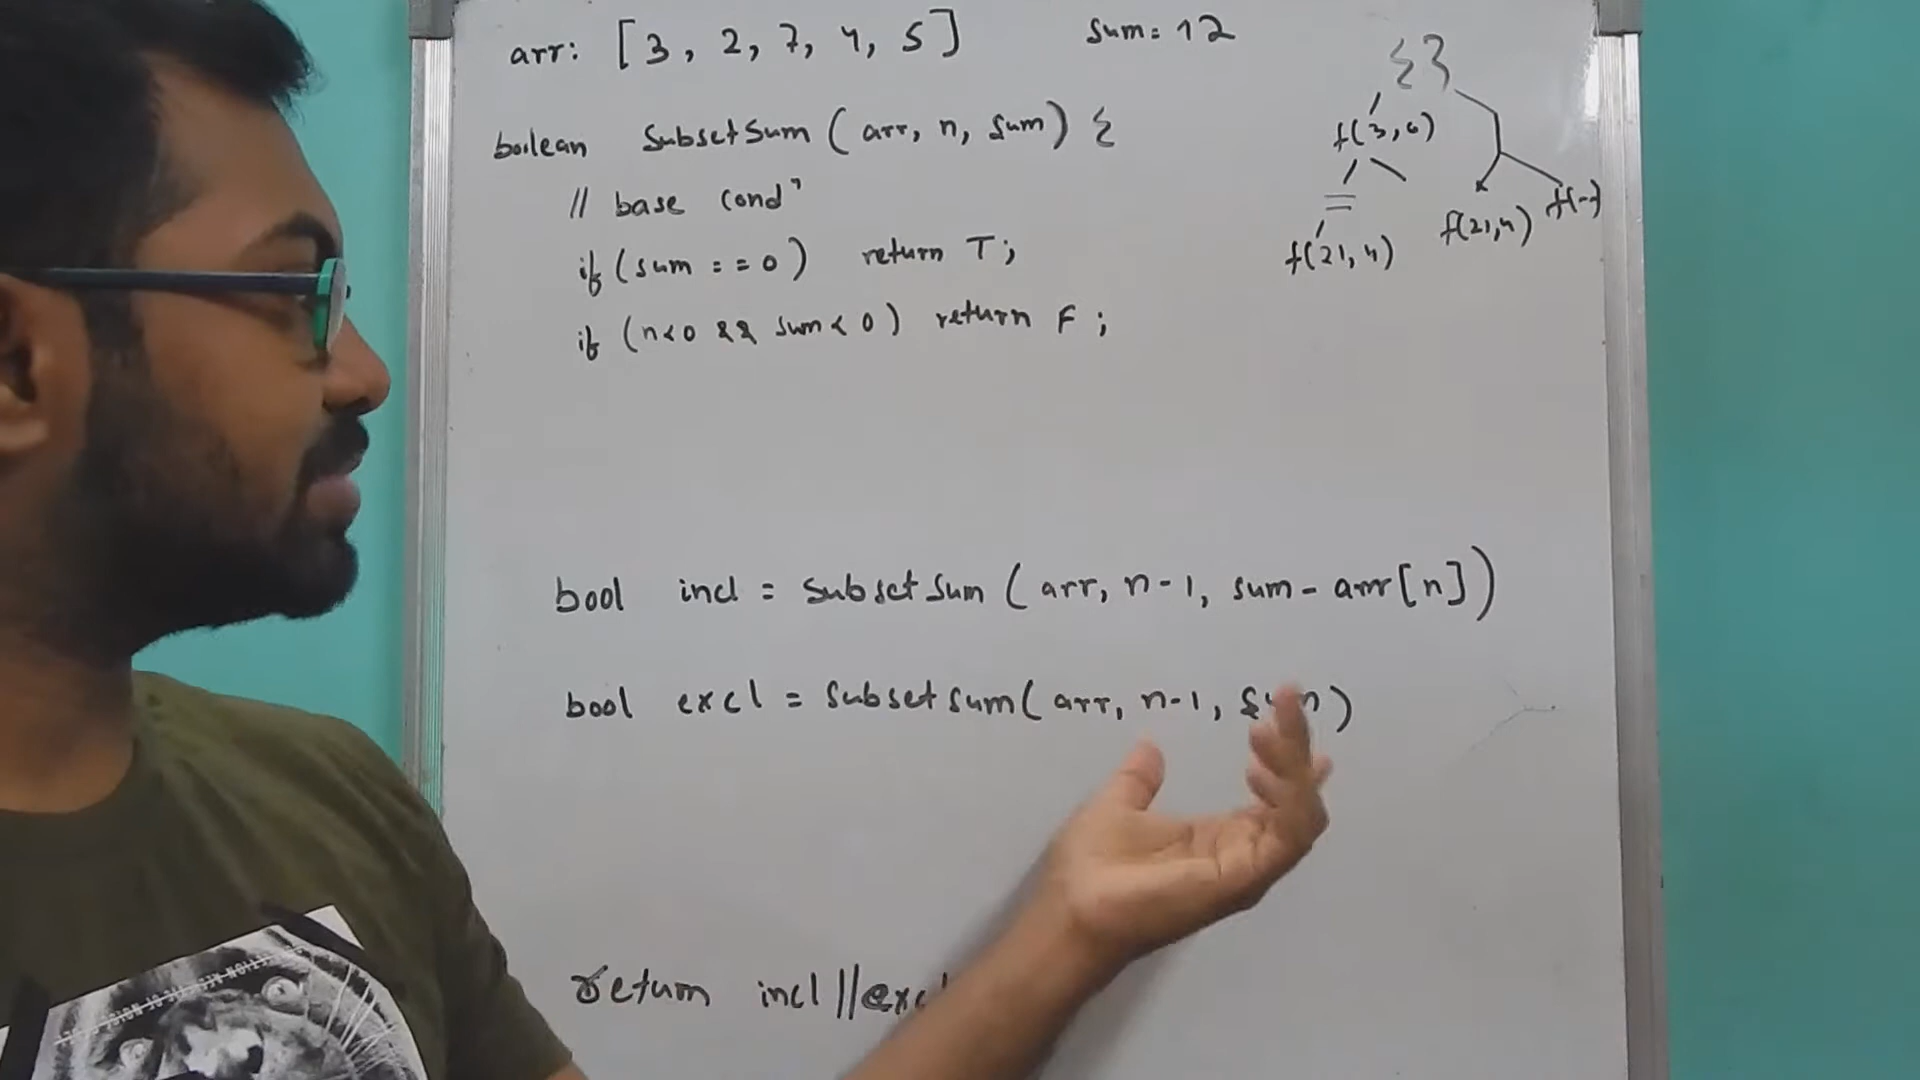 arr: [3, 2, 7, 4, 5] sum = 12
boolean SubsetSum (arr, n, sum) {
// base cond"
if (sum == 0) return T;
if (n<0 && sum<0) return F;
bool incl = subsetSum (arr, n-1, sum - arr[n])
bool excl = subsetsum(arr, n-1, sum)
return incl || excl
{}
f(3, 0)
f(21, 4)
f(21, 4) f(--)